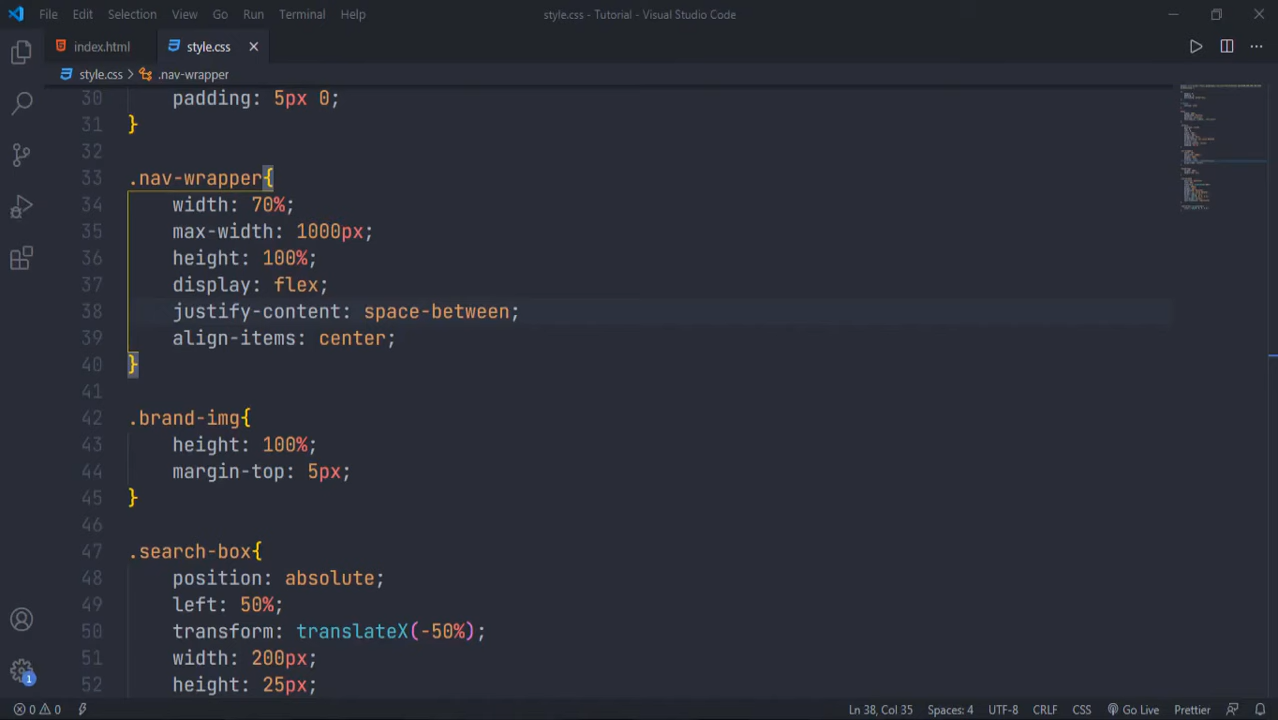 File Edit Selection View Go Run Terminal Help style.css - Tutorial - Visual Studio Code
index.html style.css
style.css .nav-wrapper
30 padding: 5px 0;
31 }
32
33 .nav-wrapper{
34 width: 70%;
35 max-width: 1000px;
36 height: 100%;
37 display: flex;
38 justify-content: space-between;
39 align-items: center;
40 }
41
42 .brand-img{
43 height: 100%;
44 margin-top: 5px;
45 }
46
47 .search-box{
48 position: absolute;
49 left: 50%;
50 transform: translateX(-50%);
51 width: 200px;
52 height: 25px;
1
0 0 Ln 38, Col 35 Spaces: 4 UTF-8 CRLF CSS Go Live Prettier